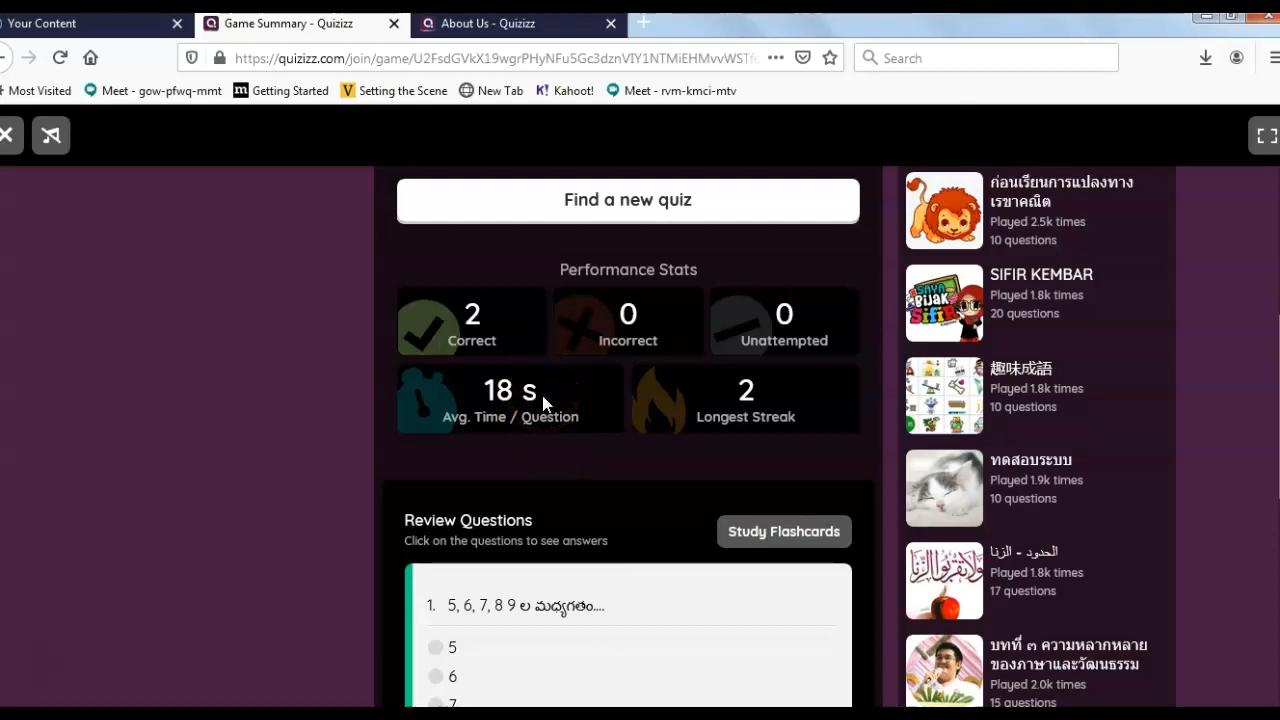 Your Content
Game Summary - Quizizz
About Us - Quizizz
https://quizizz.com/join/game/U2FsdGVkX19wgrPHyNFu5Gc3dznVIY1NTMiEHMvvWSTf
Search
Most Visited
Meet - gow-pfwq-mmt
Getting Started
Setting the Scene
New Tab
Kahoot!
Meet - rvm-kmci-mtv
Find a new quiz
Performance Stats
2
Correct
0
Incorrect
0
Unattempted
18 s
Avg. Time / Question
2
Longest Streak
Review Questions
Click on the questions to see answers
Study Flashcards
1. 5, 6, 7, 8 9 ల మధ్యగతం....
5
6
7
ก่อนเรียนการแปลงทาง
เรขาคณิต
Played 2.5k times
10 questions
SAYA
BIJAK
SIFIR
SIFIR KEMBAR
Played 1.8k times
20 questions
趣味成語
Played 1.8k times
10 questions
ทดสอบระบบ
Played 1.9k times
10 questions
ولا تقربوا الزنا
الحدود - الزنا
Played 1.8k times
17 questions
บทที่ ๓ ความหลากหลาย
ของภาษาและวัฒนธรรม
Played 2.0k times
15 questions